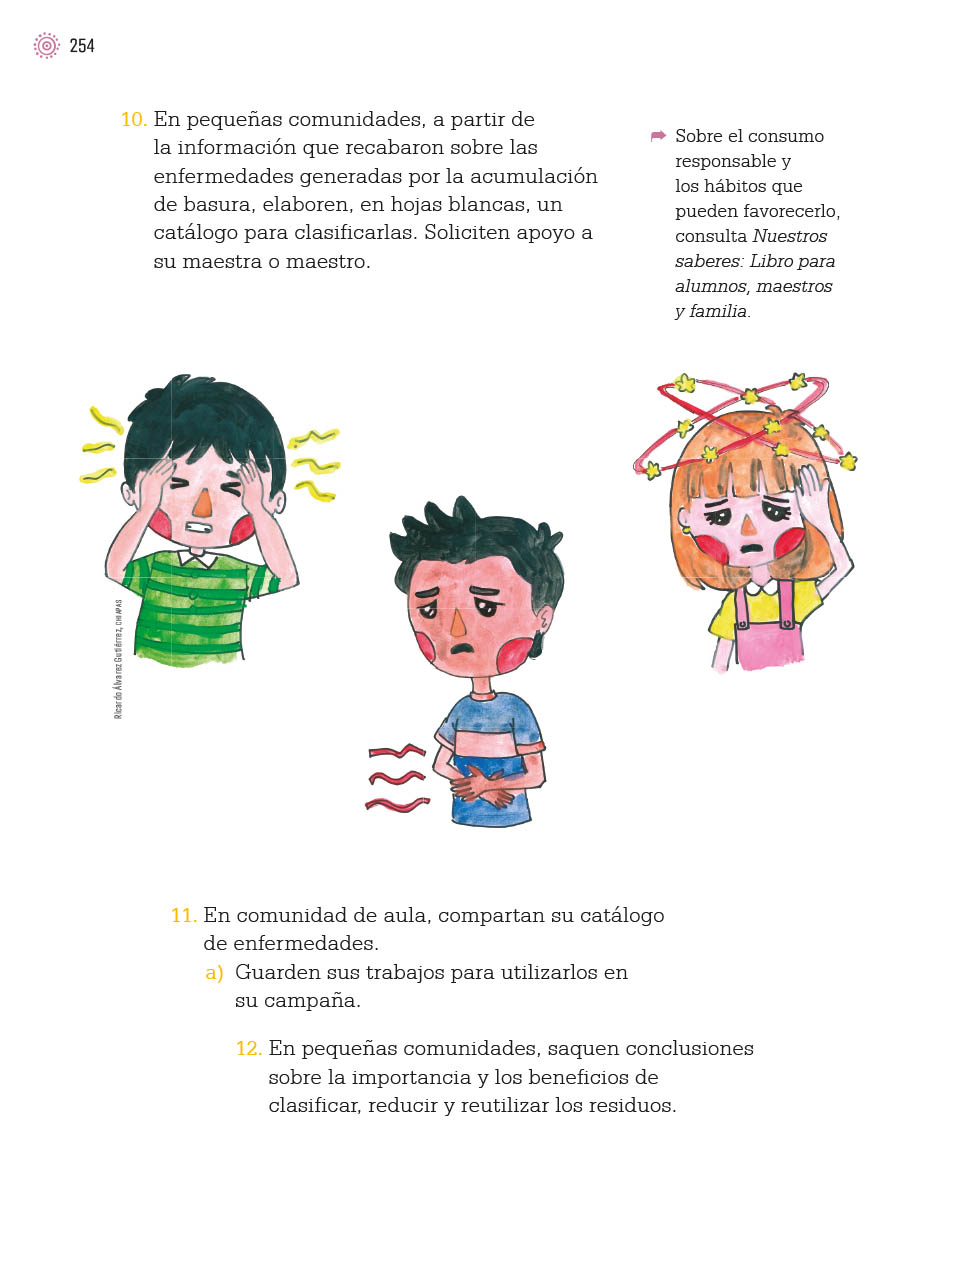 254
10. En pequeñas comunidades, a partir de
la información que recabaron sobre las
enfermedades generadas por la acumulación
de basura, elaboren, en hojas blancas, un
catálogo para clasificarlas. Soliciten apoyo a
su maestra o maestro.
Sobre el consumo
responsable y
los hábitos que
pueden favorecerlo,
consulta Nuestros
saberes: Libro para
alumnos, maestros
y familia.
Ricardo Álvarez Gutiérrez, CHIAPAS
11. En comunidad de aula, compartan su catálogo
de enfermedades.
a) Guarden sus trabajos para utilizarlos en
su campaña.
12. En pequeñas comunidades, saquen conclusiones
sobre la importancia y los beneficios de
clasificar, reducir y reutilizar los residuos.